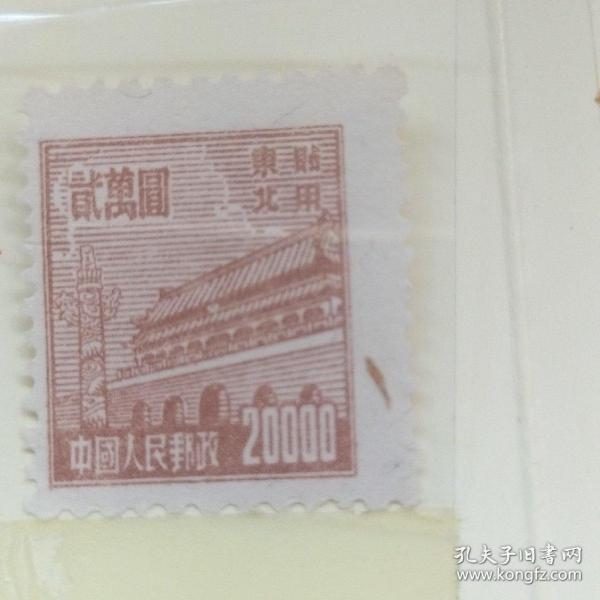 貳萬圓
東北
貼用
中國人民郵政 20000
孔夫子旧書网
www.kongfz.com